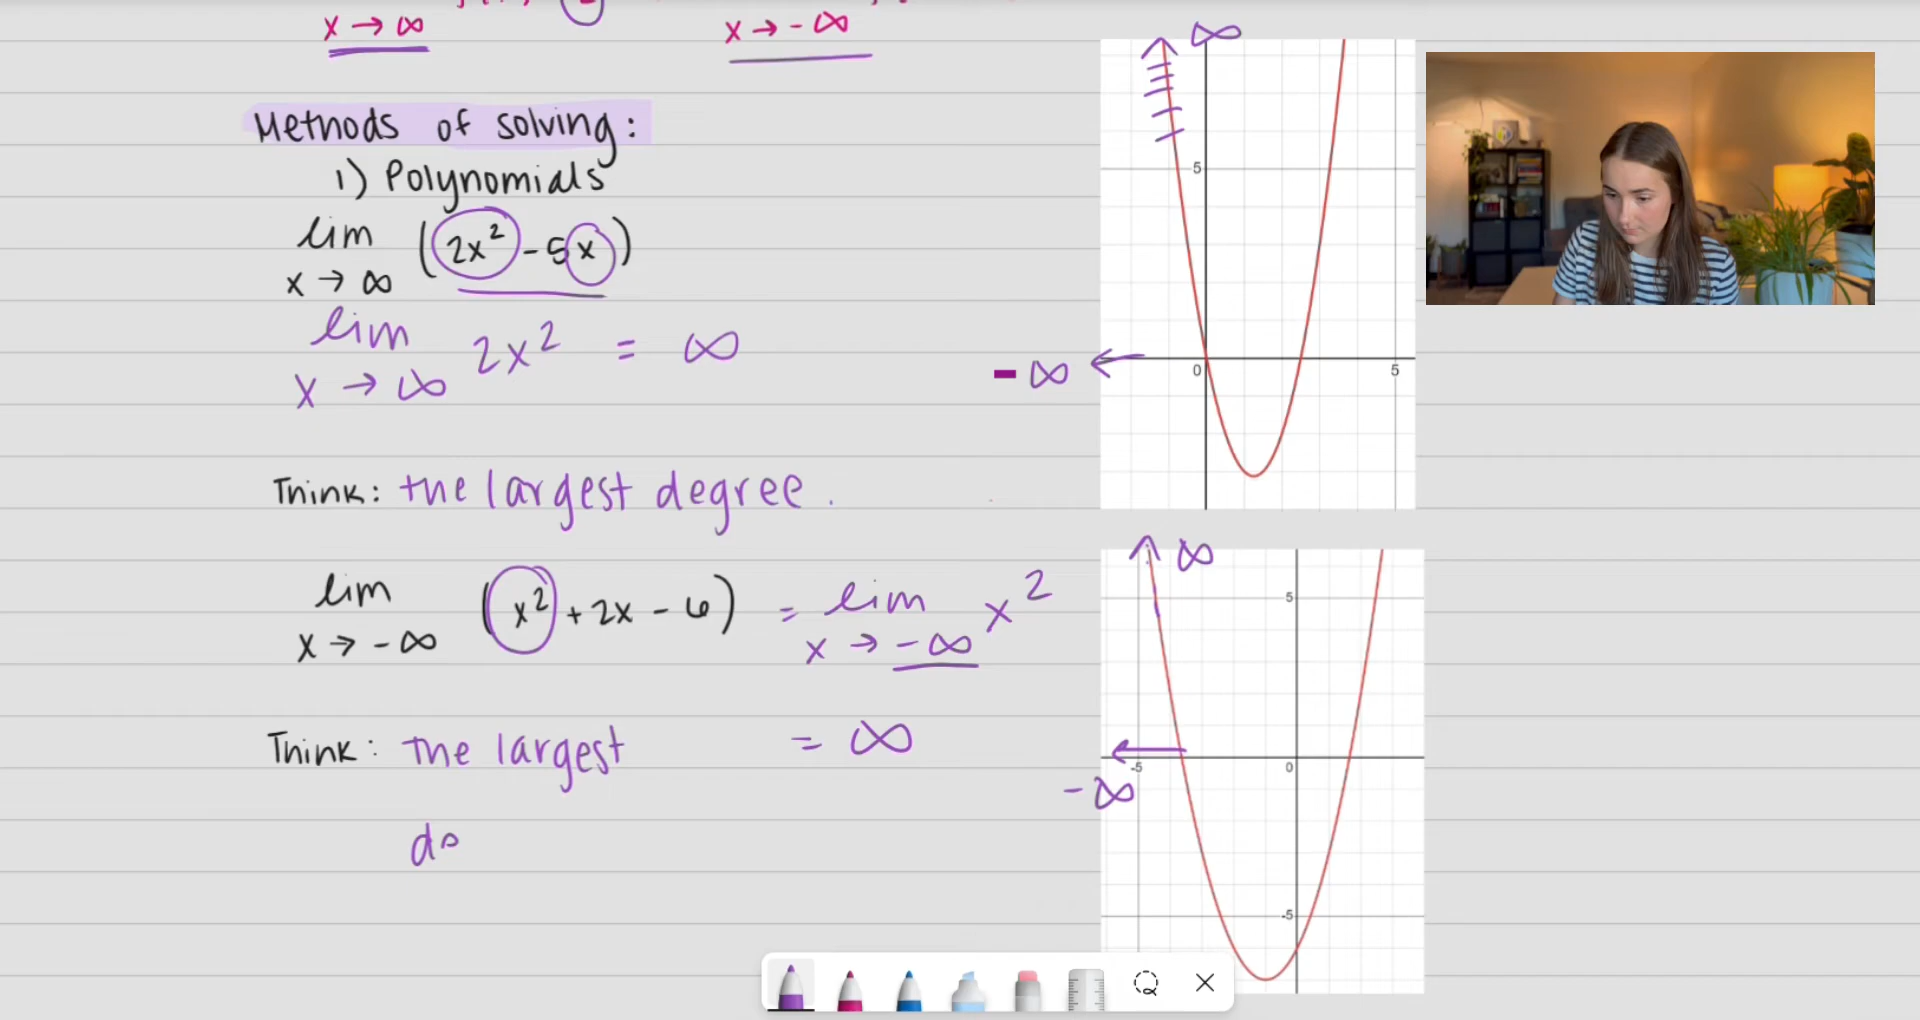 x → ∞
x → - ∞
Methods of solving:
1) Polynomials
lim (2x² - 5x)
x → ∞
lim 2x² = ∞
x → ∞
Think: the largest degree.
lim (x² + 2x - 6) = lim x²
x → - ∞ x → - ∞
Think: the largest = ∞
∞
5
- ∞
0
5
∞
5
-5
0
- ∞
-5